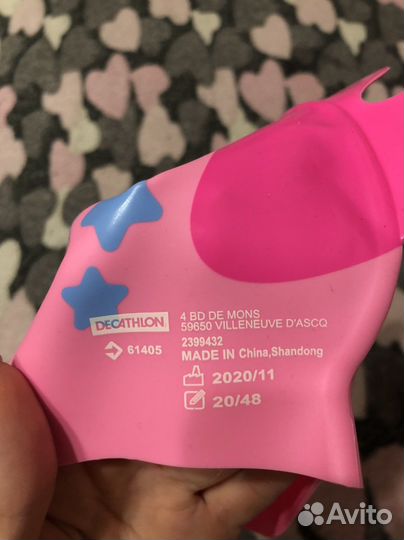 DECATHLON
4 BD DE MONS
59650 VILLENEUVE D'ASCQ
61405
2399432
MADE IN China,Shandong
2020/11
20/48
Avito